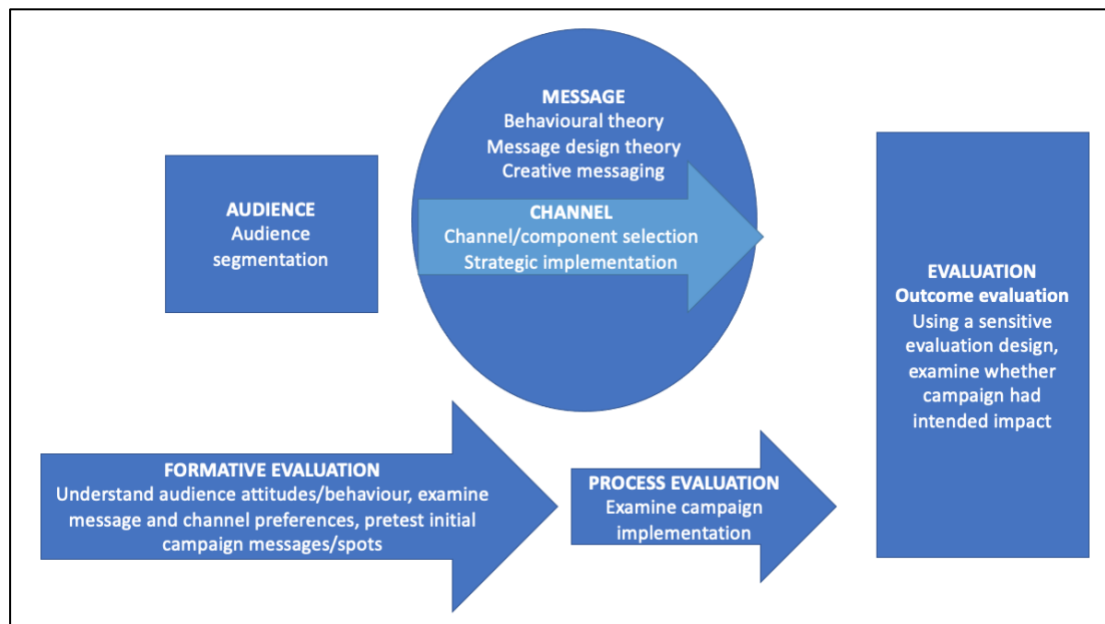 MESSAGE
Behavioural theory
Message design theory
Creative messaging
AUDIENCE
Audience
segmentation
CHANNEL
Channel/component selection
Strategic implementation
EVALUATION
Outcome evaluation
Using a sensitive
evaluation design,
examine whether
campaign had
intended impact
FORMATIVE EVALUATION
Understand audience attitudes/behaviour, examine
message and channel preferences, pretest initial
campaign messages/spots
PROCESS EVALUATION
Examine campaign
implementation